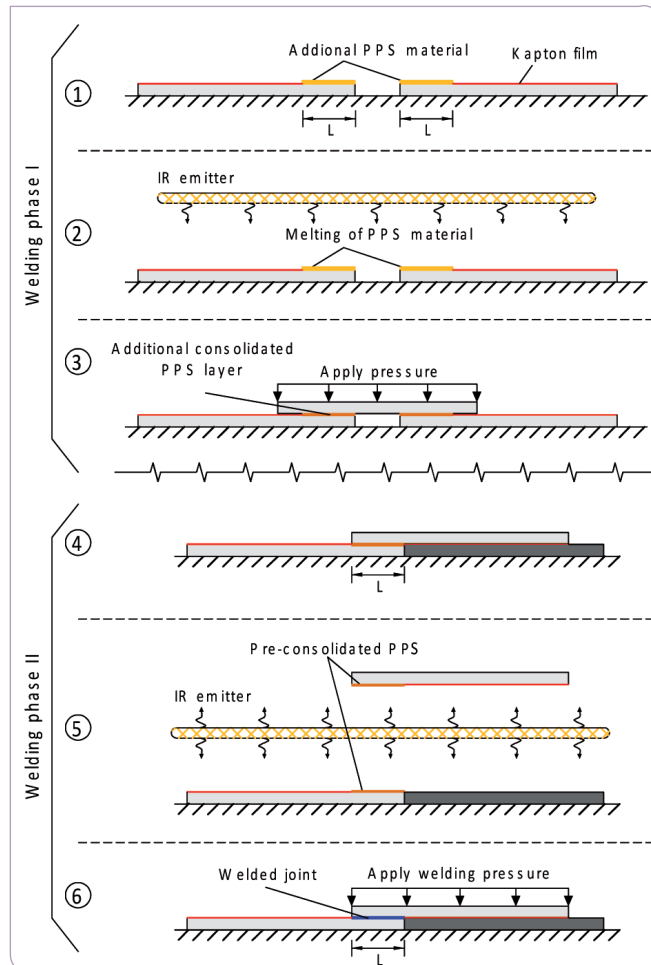 Welding phase I
①
Addional PPS material
Kapton film
L
L
②
IR emitter
Melting of PPS material
③
Additional consolidated
PPS layer
Apply pressure
Welding phase II
④
L
⑤
Pre-consolidated PPS
IR emitter
⑥
Welded joint
Apply welding pressure
L